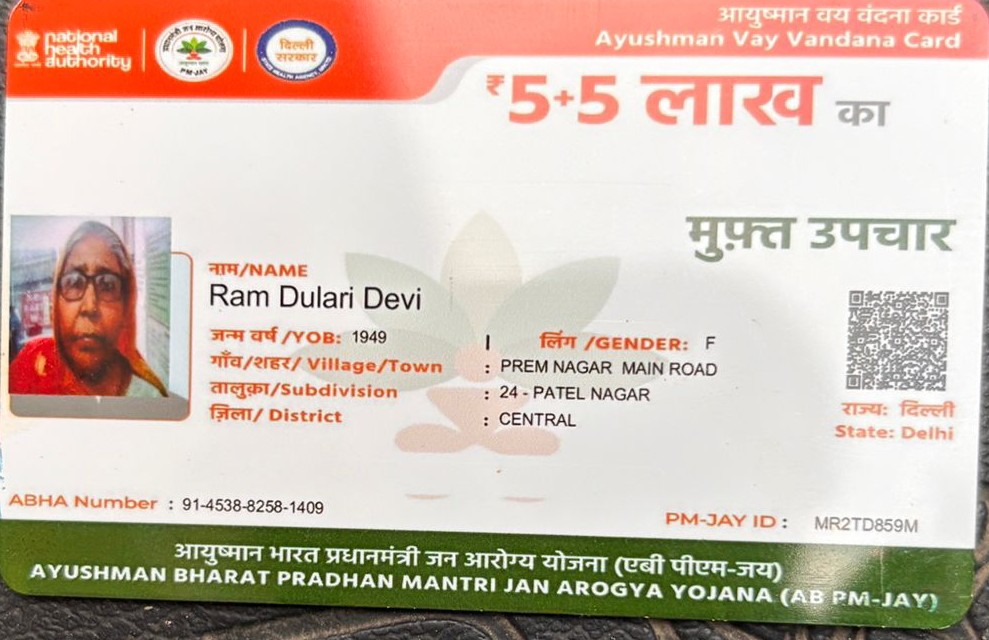 national
health
authority
PM-JAY
दिल्ली
सरकार
आयुष्मान वय वंदना कार्ड
Ayushman Vay Vandana Card
₹5+5 लाख का
मुफ़्त उपचार
नाम/NAME
Ram Dulari Devi
जन्म वर्ष /YOB: 1949 | लिंग /GENDER: F
गाँव/शहर/ Village/Town : PREM NAGAR MAIN ROAD
तालुका/Subdivision : 24 - PATEL NAGAR
ज़िला/ District : CENTRAL
राज्य: दिल्ली
State: Delhi
ABHA Number : 91-4538-8258-1409
PM-JAY ID : MR2TD859M
आयुष्मान भारत प्रधानमंत्री जन आरोग्य योजना (एबी पीएम-जय)
AYUSHMAN BHARAT PRADHAN MANTRI JAN AROGYA YOJANA (AB PM-JAY)